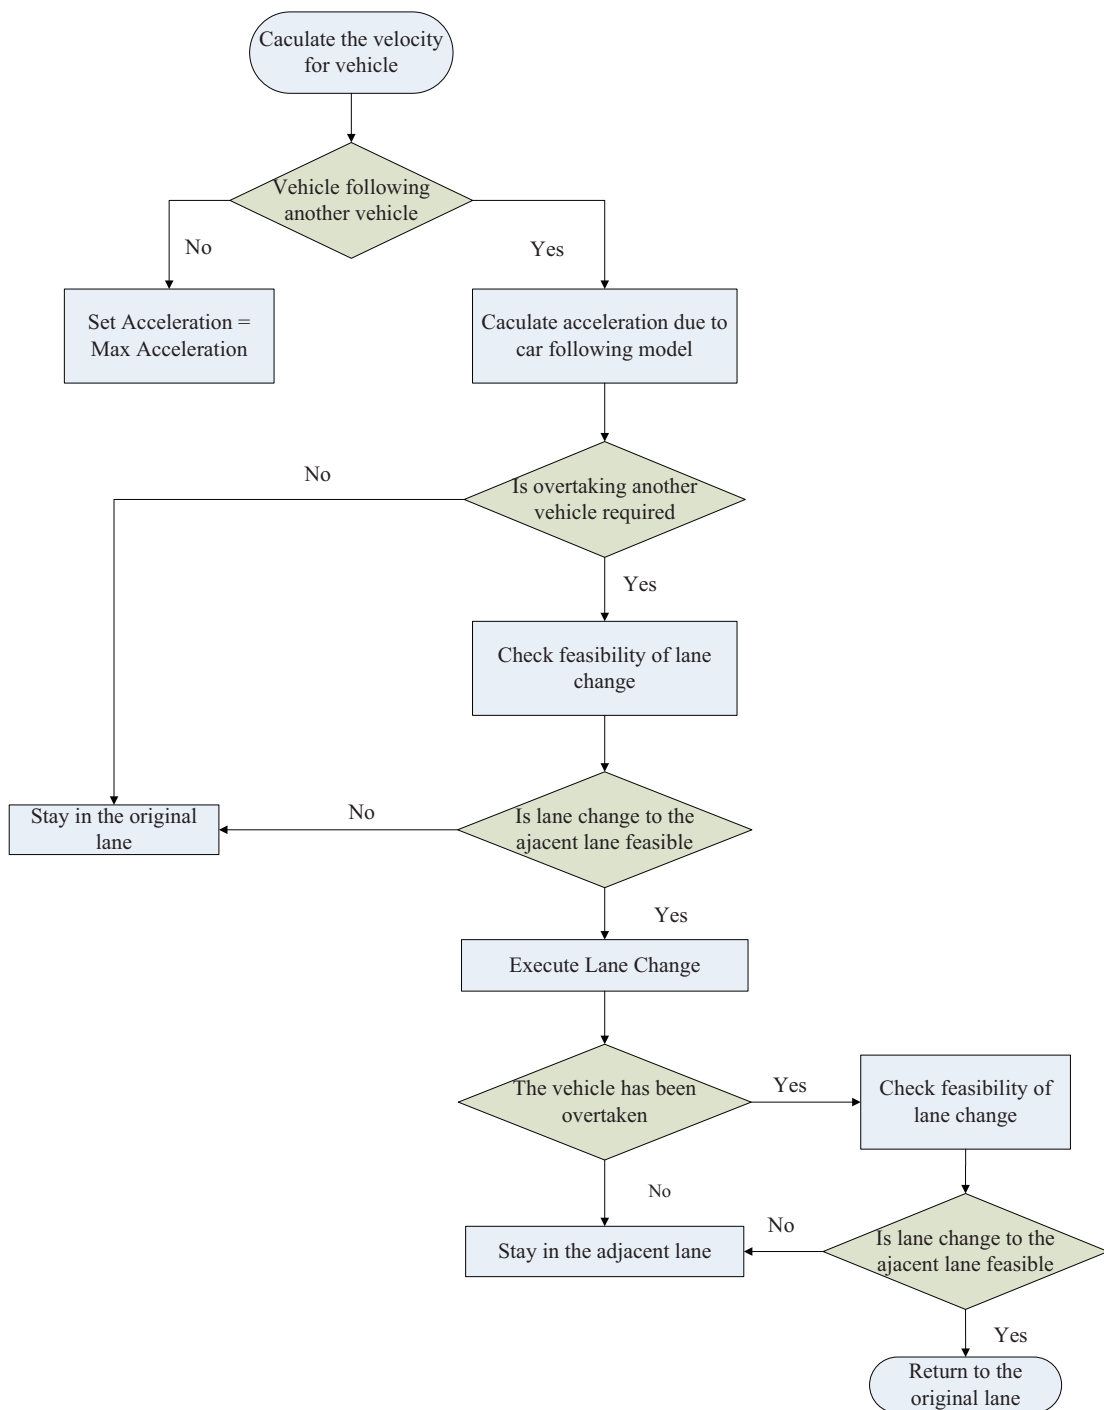 Caculate the velocity
for vehicle
Vehicle following
another vehicle
No
Yes
Set Acceleration =
Max Acceleration
Caculate acceleration due to
car following model
No
Is overtaking another
vehicle required
Yes
Check feasibility of lane
change
Stay in the original
lane
No
Is lane change to the
ajacent lane feasible
Yes
Execute Lane Change
The vehicle has been
overtaken
Yes
Check feasibility of
lane change
No
Stay in the adjacent lane
No
Is lane change to the
ajacent lane feasible
Yes
Return to the
original lane